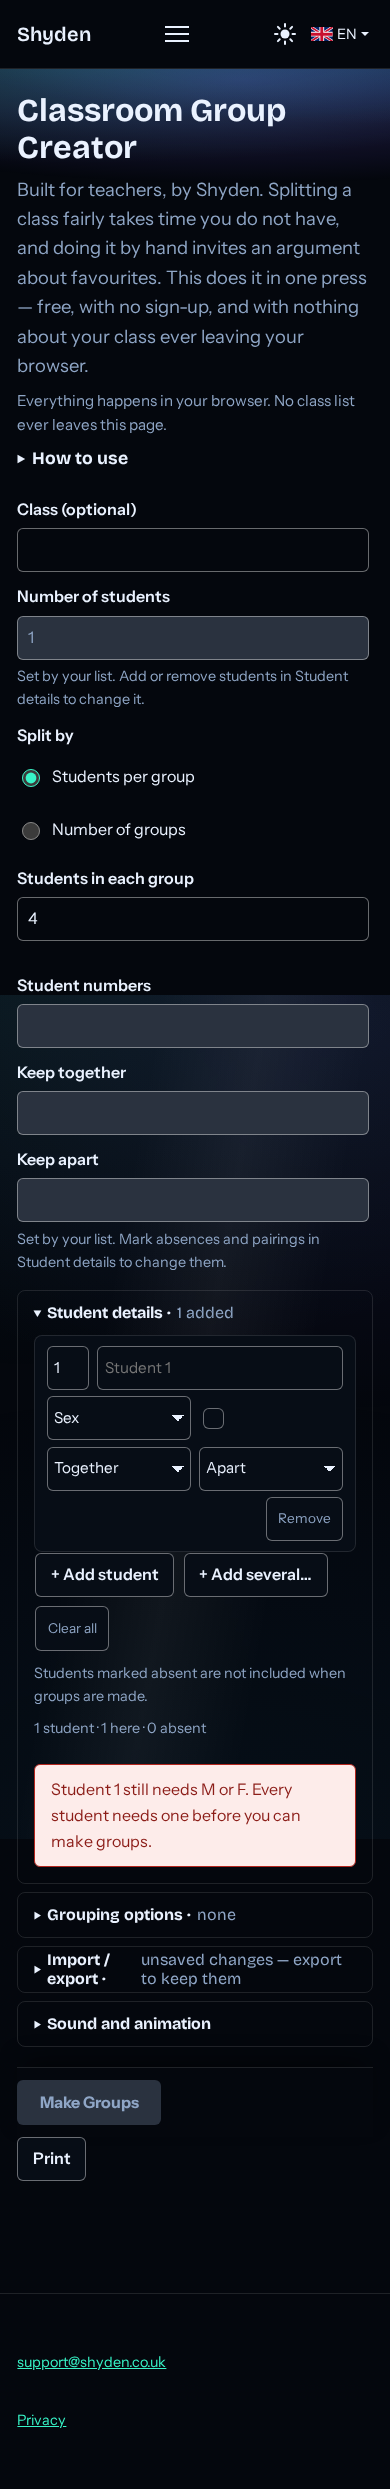 Shyden
EN
Classroom Group
Creator
Built for teachers, by Shyden. Splitting a
class fairly takes time you do not have,
and doing it by hand invites an argument
about favourites. This does it in one press
— free, with no sign-up, and with nothing
about your class ever leaving your
browser.
Everything happens in your browser. No class list
ever leaves this page.
How to use
Class (optional)
Number of students
1
Set by your list. Add or remove students in Student
details to change it.
Split by
Students per group
Number of groups
Students in each group
4
Student numbers
Keep together
Keep apart
Set by your list. Mark absences and pairings in
Student details to change them.
Student details · 1 added
1 Student 1
Sex
Together Apart
Remove
+ Add student + Add several…
Clear all
Students marked absent are not included when
groups are made.
1 student · 1 here · 0 absent
Student 1 still needs M or F. Every
student needs one before you can
make groups.
Grouping options · none
Import / export · unsaved changes — export to keep them
Sound and animation
Make Groups
Print
support@shyden.co.uk
Privacy